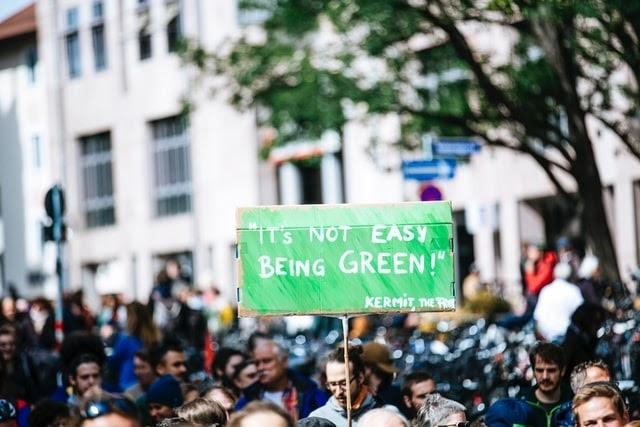 "IT'S NOT EASY
BEING GREEN!"
KERMIT THE FROG